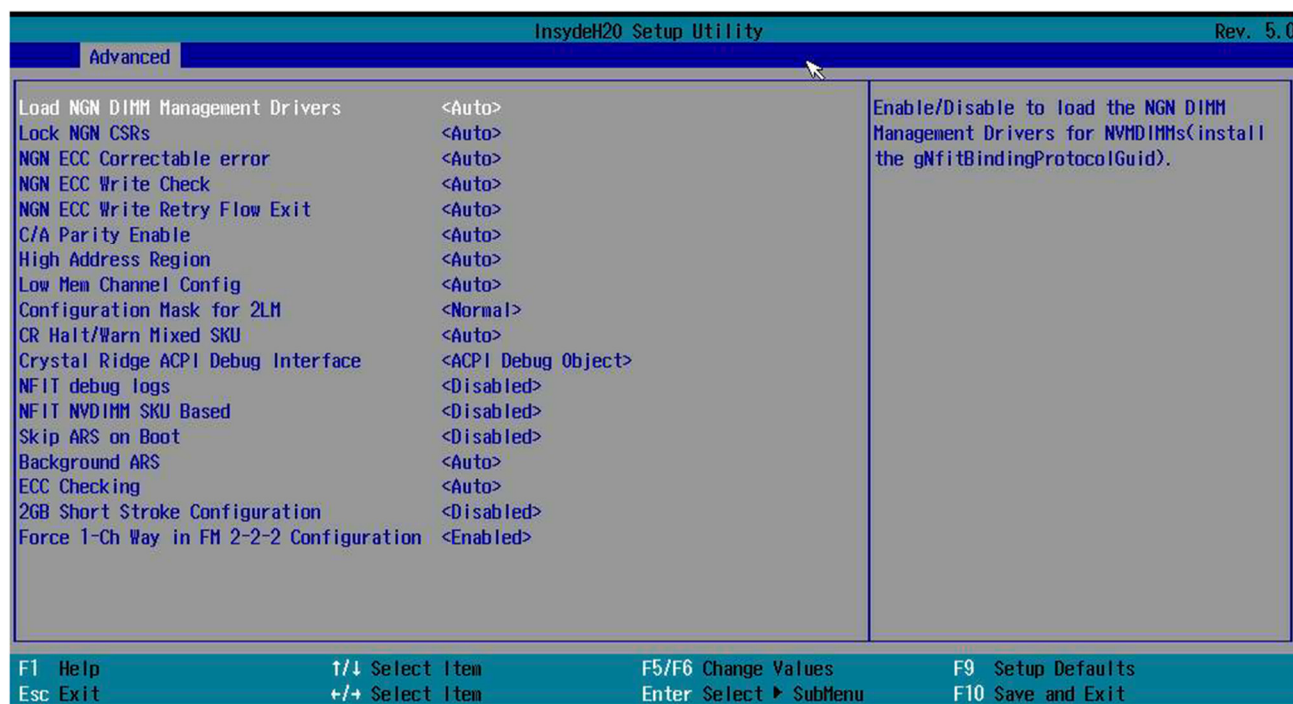 InsydeH20 Setup Utility Rev. 5.0
Advanced
Load NGN DIMM Management Drivers <Auto>
Lock NGN CSRs <Auto>
NGN ECC Correctable error <Auto>
NGN ECC Write Check <Auto>
NGN ECC Write Retry Flow Exit <Auto>
C/A Parity Enable <Auto>
High Address Region <Auto>
Low Mem Channel Config <Auto>
Configuration Mask for 2LM <Normal>
CR Halt/Warn Mixed SKU <Auto>
Crystal Ridge ACPI Debug Interface <ACPI Debug Object>
NFIT debug logs <Disabled>
NFIT NVDIMM SKU Based <Disabled>
Skip ARS on Boot <Disabled>
Background ARS <Auto>
ECC Checking <Auto>
2GB Short Stroke Configuration <Disabled>
Force 1-Ch Way in FM 2-2-2 Configuration <Enabled>
Enable/Disable to load the NGN DIMM
Management Drivers for NVMDIMMs(install
the gNfitBindingProtocolGuid).
F1 Help ↑/↓ Select Item F5/F6 Change Values F9 Setup Defaults
Esc Exit ←/→ Select Item Enter Select ▶ SubMenu F10 Save and Exit